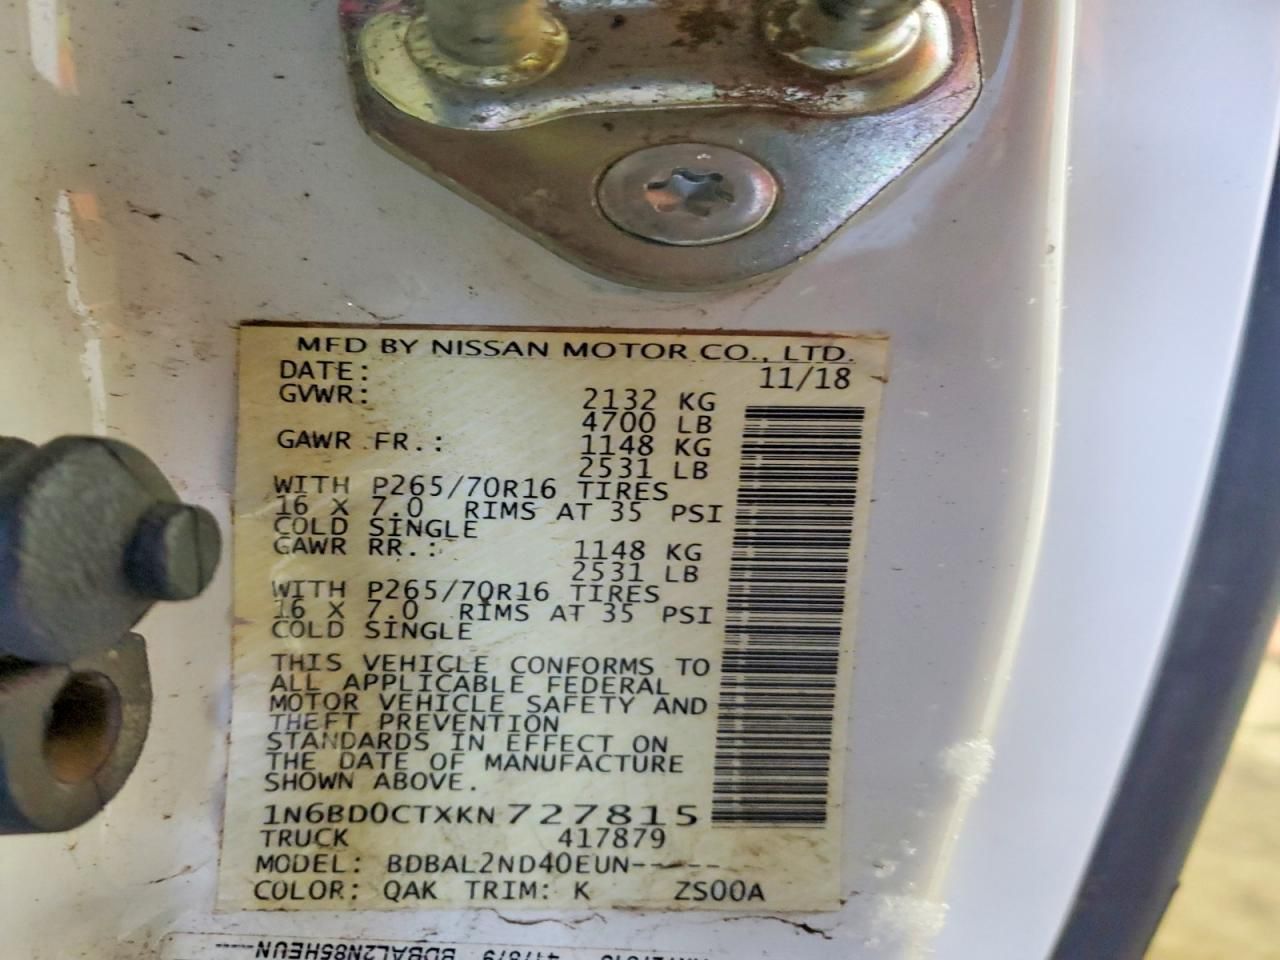 MFD BY NISSAN MOTOR CO., LTD.
DATE: 11/18
GVWR: 2132 KG
4700 LB
GAWR FR.: 1148 KG
2531 LB
WITH P265/70R16 TIRES
16 X 7.0 RIMS AT 35 PSI
COLD SINGLE
GAWR RR.: 1148 KG
2531 LB
WITH P265/70R16 TIRES
16 X 7.0 RIMS AT 35 PSI
COLD SINGLE
THIS VEHICLE CONFORMS TO
ALL APPLICABLE FEDERAL
MOTOR VEHICLE SAFETY AND
THEFT PREVENTION
STANDARDS IN EFFECT ON
THE DATE OF MANUFACTURE
SHOWN ABOVE.
1N6BD0CTXKN727815
TRUCK 417879
MODEL: BDBAL2ND40EUN-----
COLOR: QAK TRIM: K ZS00A